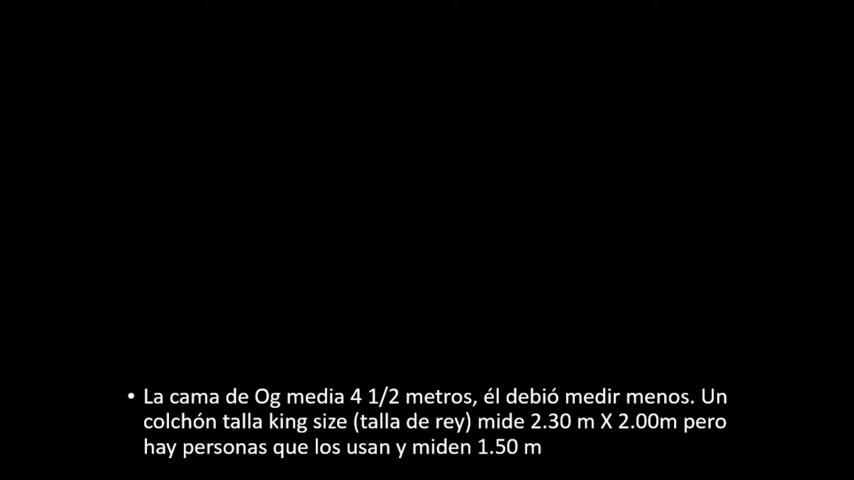 • La cama de Og media 4 1/2 metros, él debió medir menos. Un
colchón talla king size (talla de rey) mide 2.30 m X 2.00m pero
hay personas que los usan y miden 1.50 m